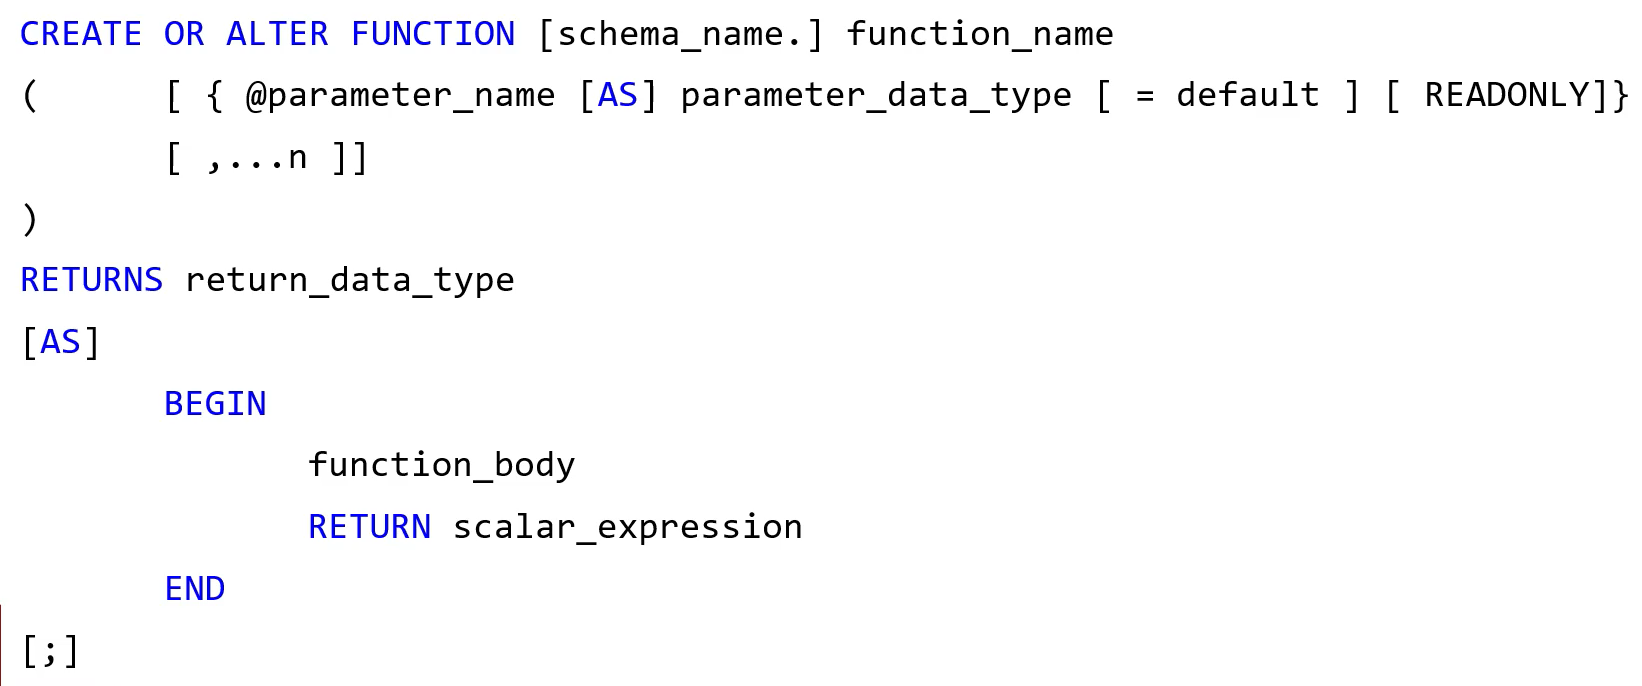 CREATE OR ALTER FUNCTION [schema_name.] function_name
( [ { @parameter_name [AS] parameter_data_type [ = default ] [ READONLY]}
[ ,...n ]]
)
RETURNS return_data_type
[AS]
BEGIN
function_body
RETURN scalar_expression
END
[;]